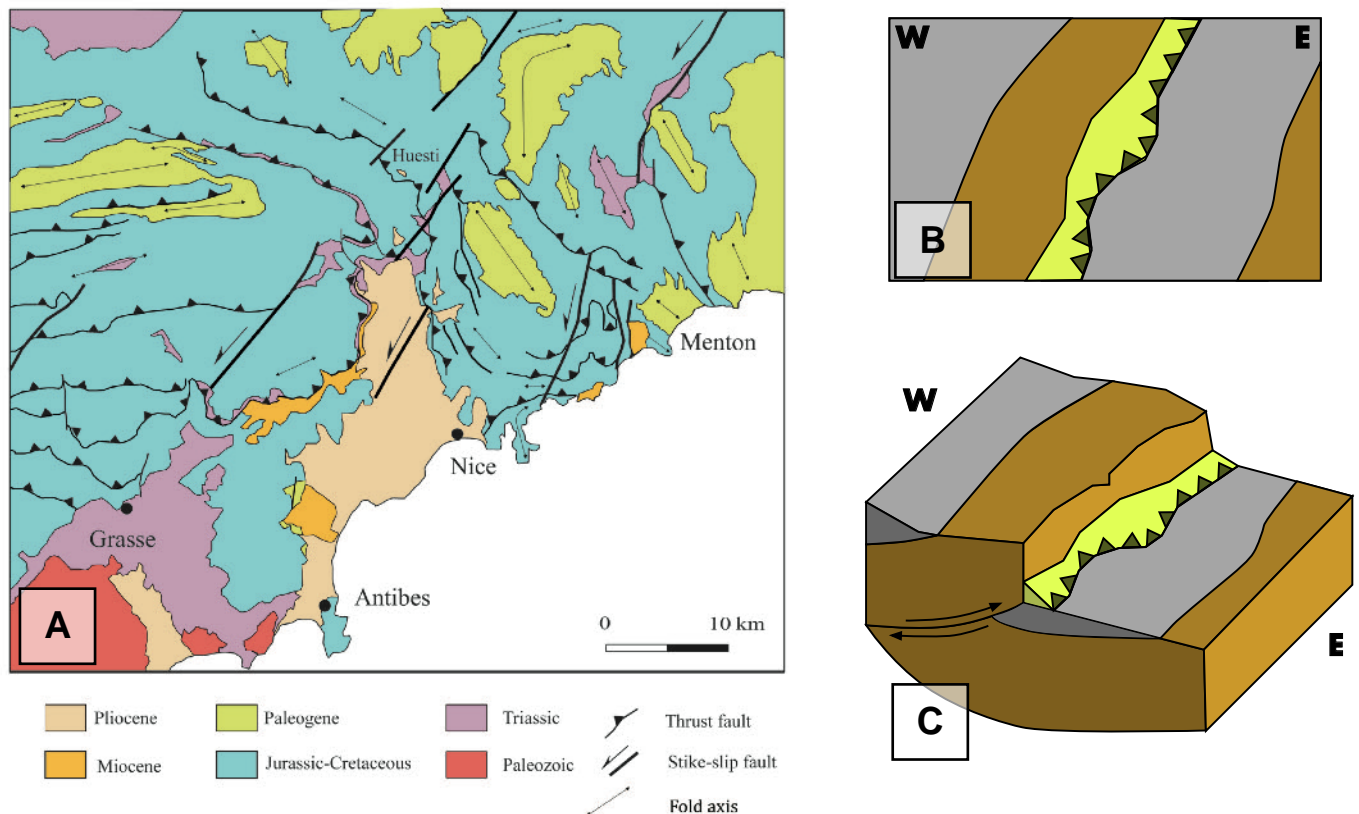 Huesti
Menton
Nice
Grasse
Antibes
A
0 10 km
Pliocene
Paleogene
Triassic
Thrust fault
Miocene
Jurassic-Cretaceous
Paleozoic
Stike-slip fault
Fold axis
W
E
B
W
E
C